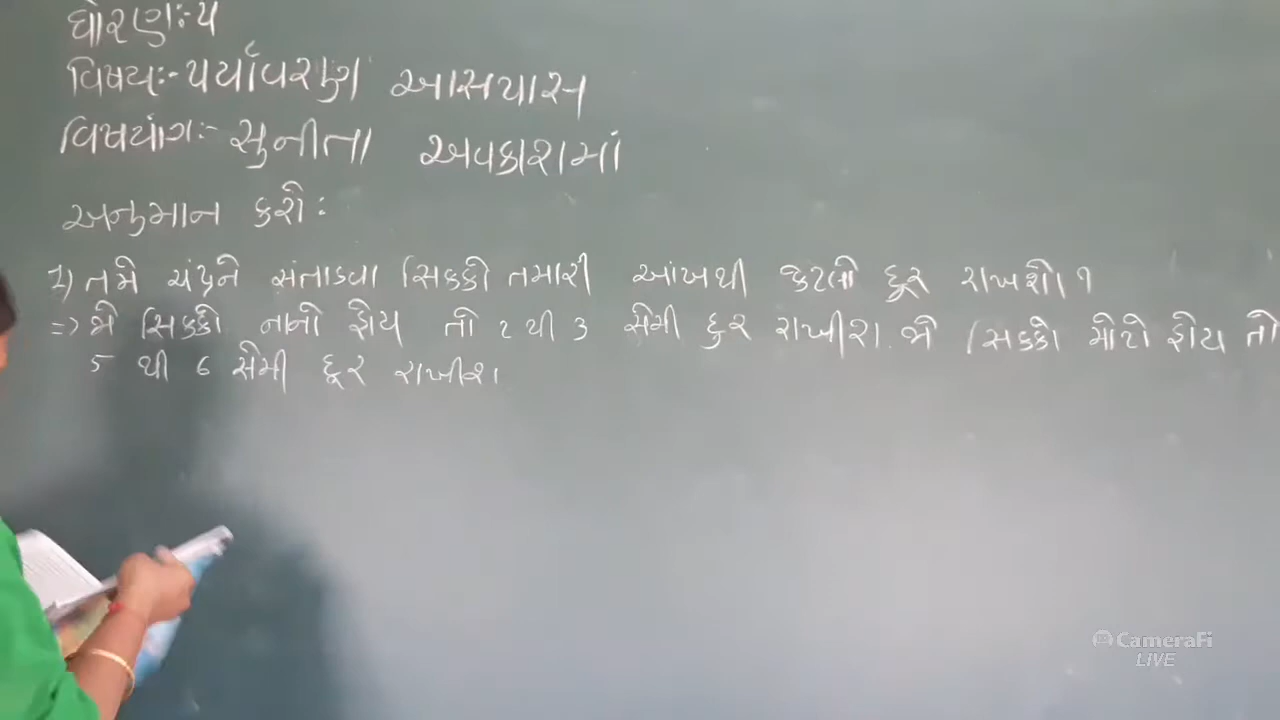 ધોરણઃ-૫
વિષયઃ-પર્યાવરણ આસપાસ
વિષયાંગઃ- સુનીતા અવકાશમાં
અનુમાન કરો :
1) તમે ચંદ્રને સંતાડવા સિક્કો તમારી આંખથી કેટલો દૂર રાખશો ?
=> જો સિક્કો નાનો હોય તો 2 થી 3 સેમી દુર રાખીશ. જો સિક્કો મોટો હોય તો
5 થી 6 સેમી દૂર રાખીશ
CameraFi
LIVE